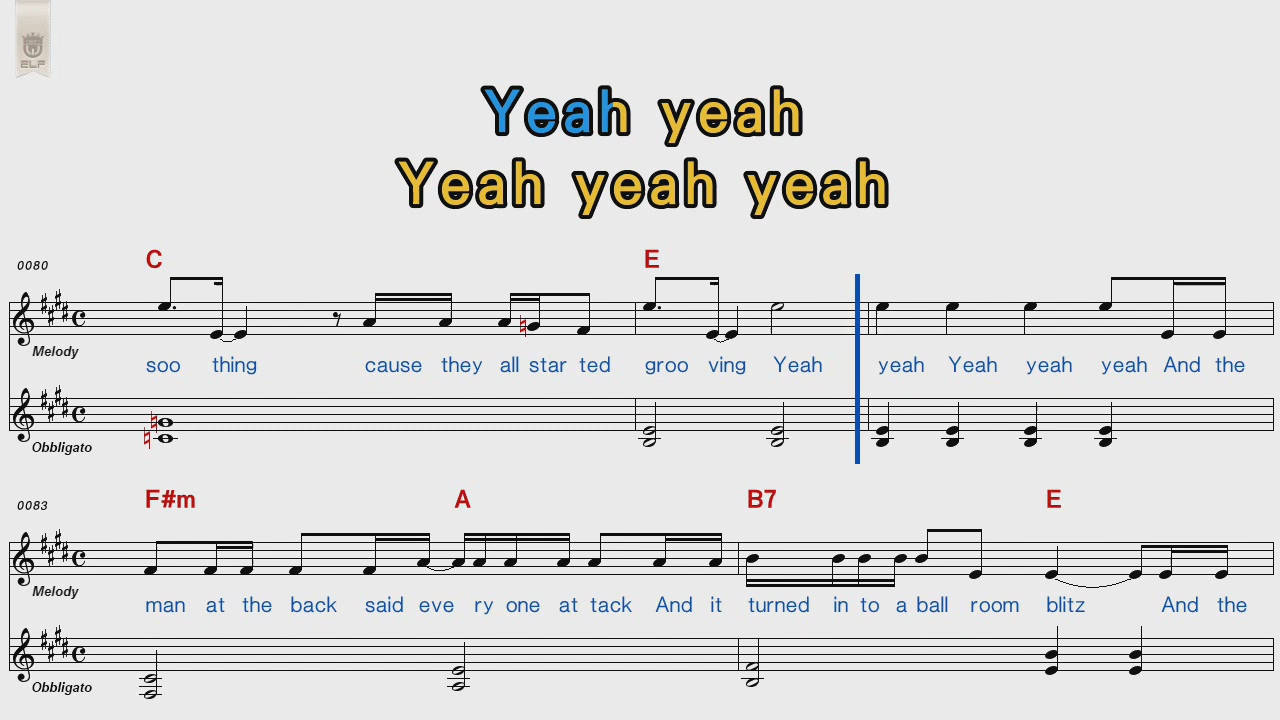 ELF
Yeah yeah
Yeah yeah yeah
0080
C E
Melody
soo thing cause they all star ted groo ving Yeah yeah Yeah yeah yeah And the
Obbligato
0083
F#m A B7 E
Melody
man at the back said eve ry one at tack And it turned in to a ball room blitz And the
Obbligato